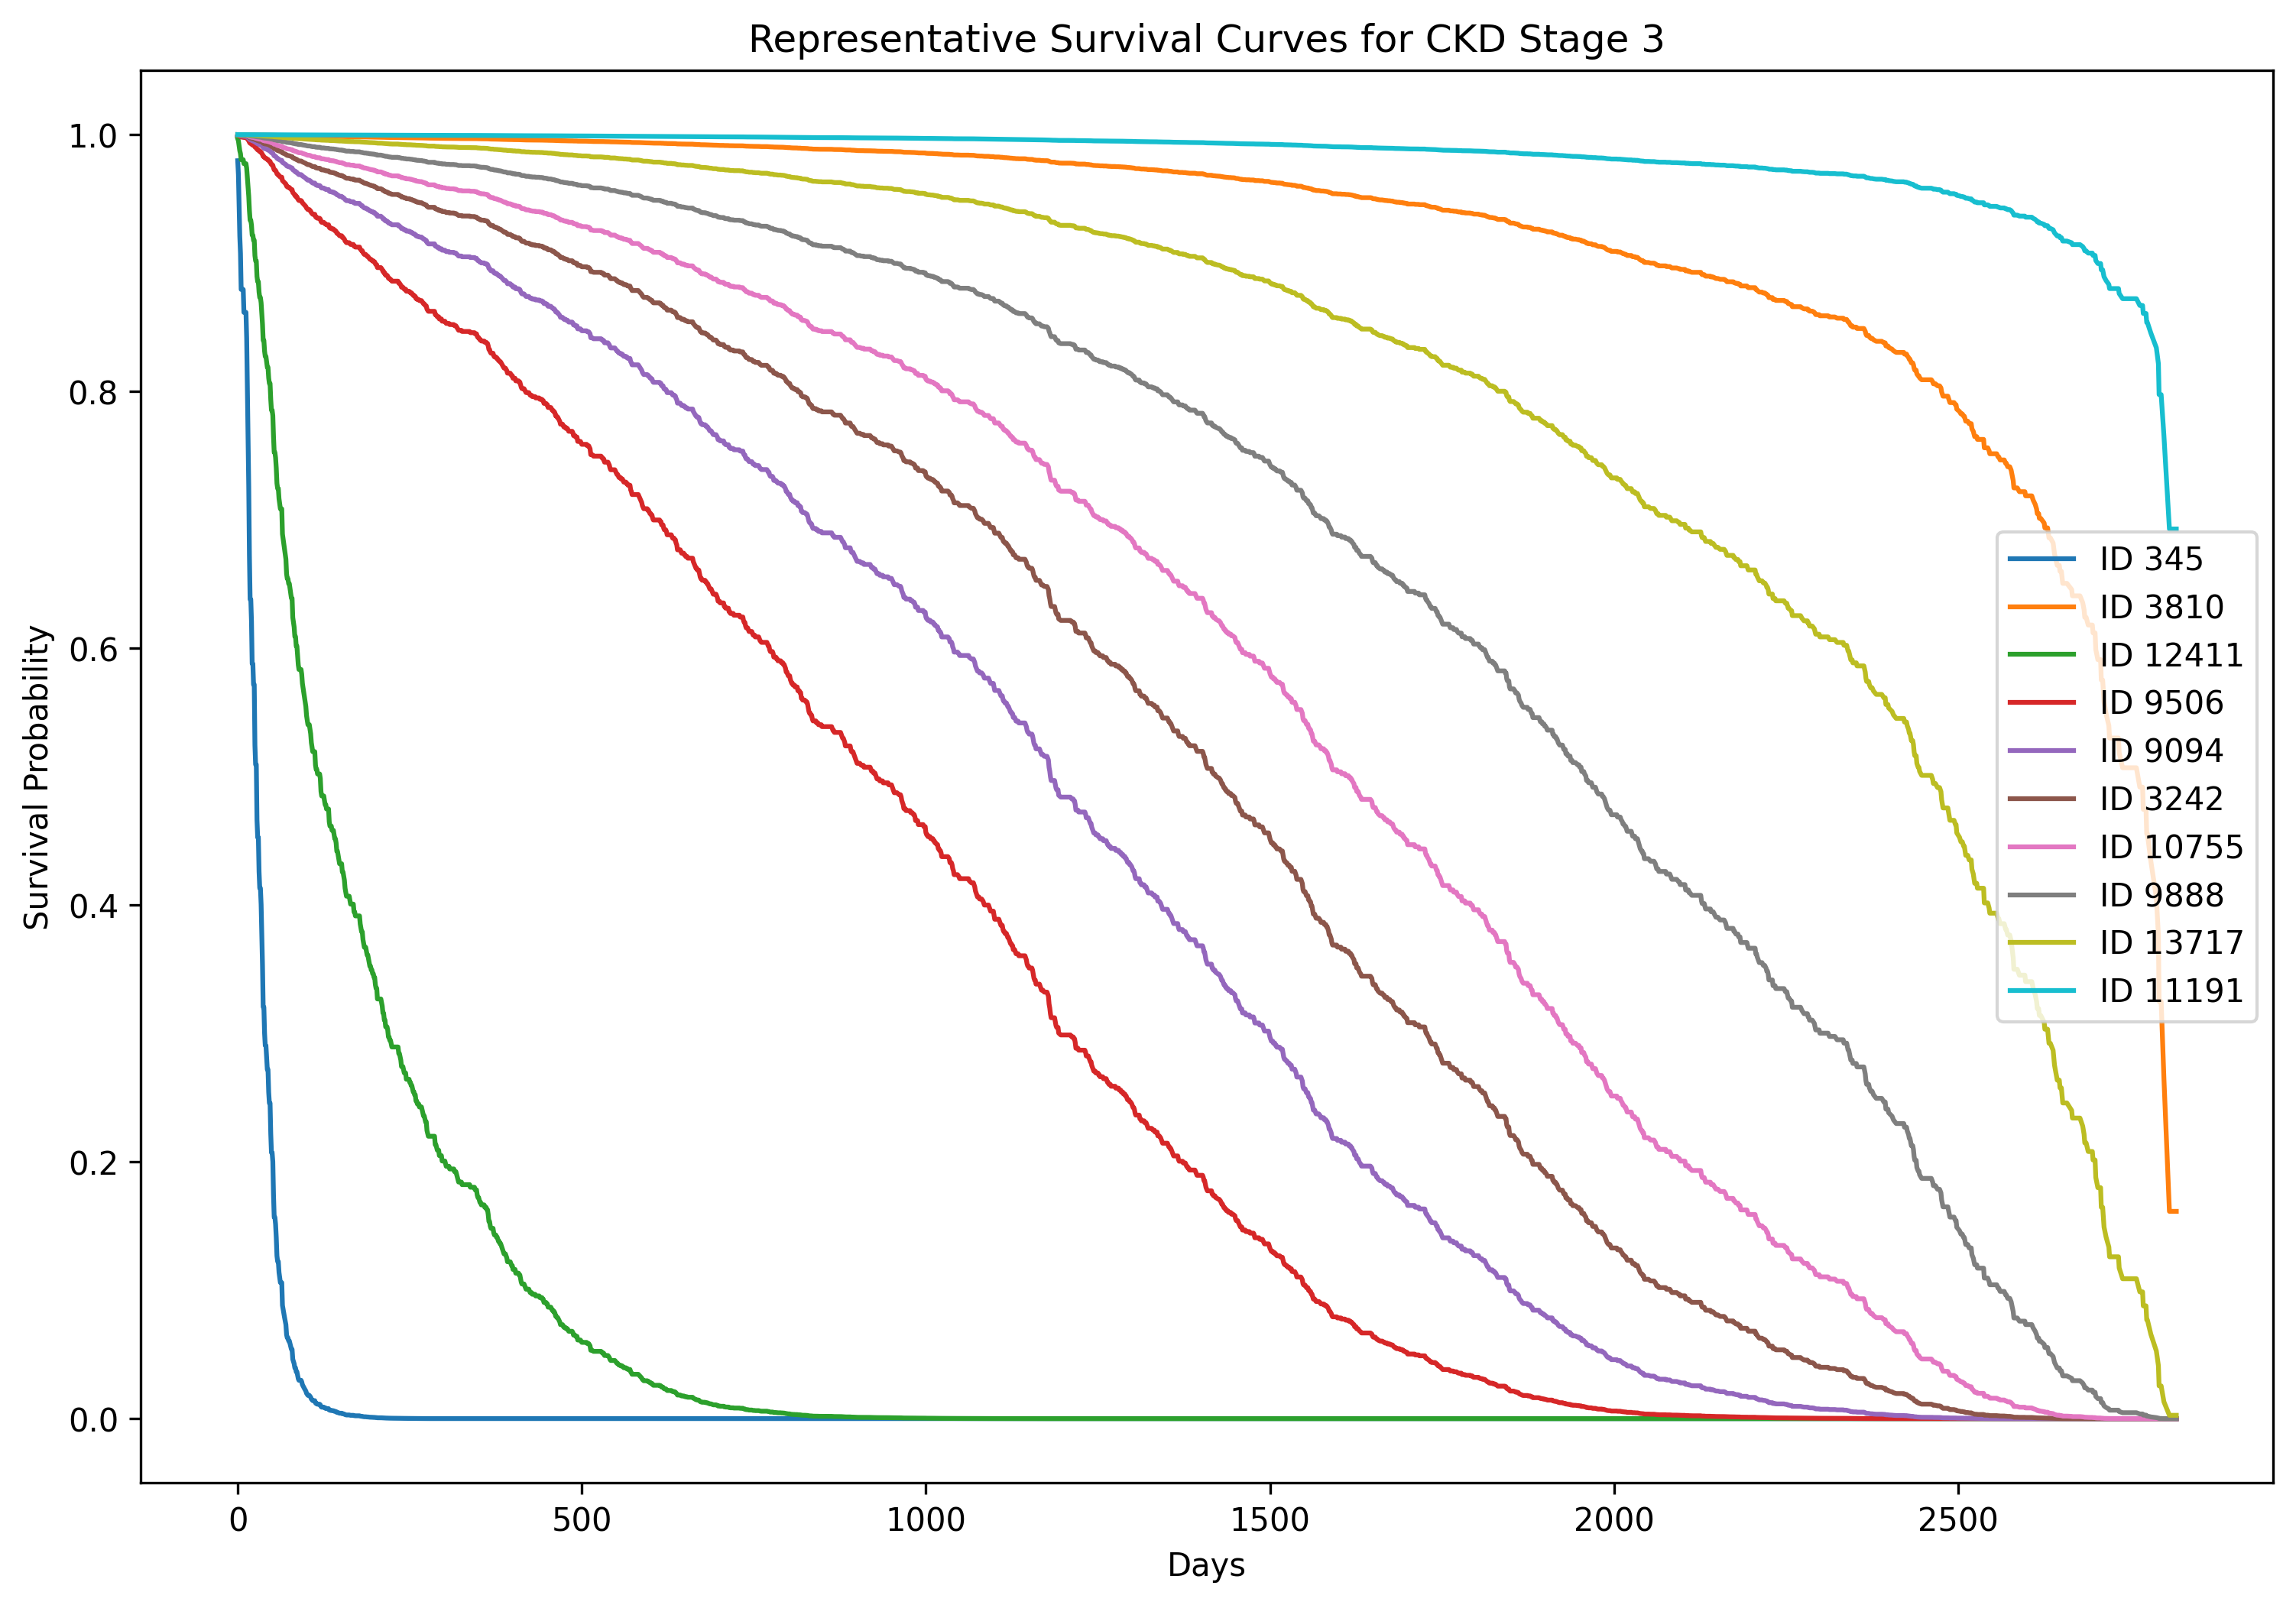 Representative Survival Curves for CKD Stage 3
Survival Probability
1.0
0.8
0.6
0.4
0.2
0.0
ID 345
ID 3810
ID 12411
ID 9506
ID 9094
ID 3242
ID 10755
ID 9888
ID 13717
ID 11191
0 500 1000 1500 2000 2500
Days